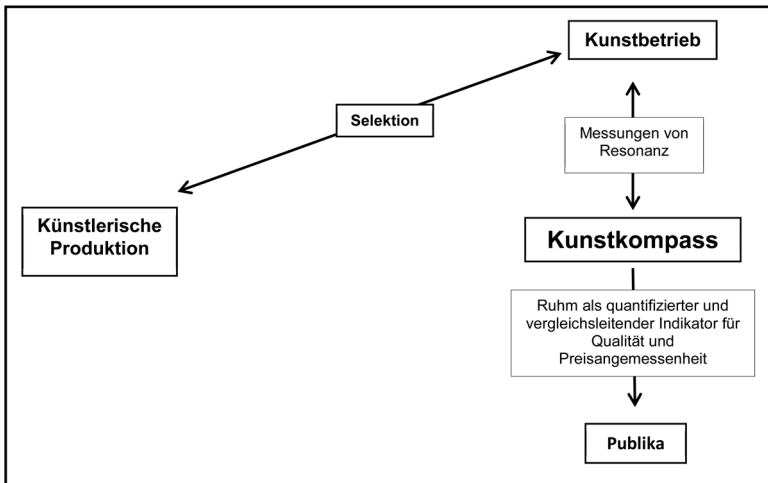 Kunstbetrieb
Selektion
Messungen von
Resonanz
Künstlerische
Produktion
Kunstkompass
Ruhm als quantifizierter und
vergleichsleitender Indikator für
Qualität und
Preisangemessenheit
Publika